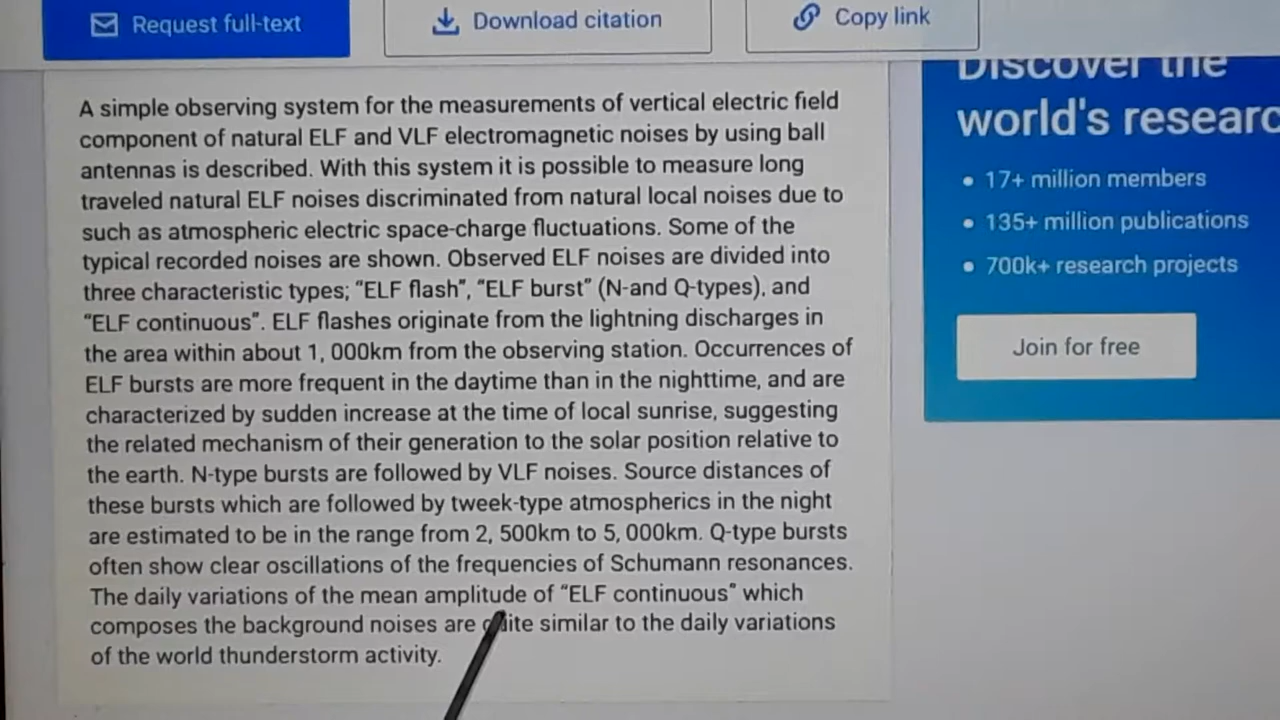 Request full-text
Download citation
Copy link
A simple observing system for the measurements of vertical electric field
component of natural ELF and VLF electromagnetic noises by using ball
antennas is described. With this system it is possible to measure long
traveled natural ELF noises discriminated from natural local noises due to
such as atmospheric electric space-charge fluctuations. Some of the
typical recorded noises are shown. Observed ELF noises are divided into
three characteristic types; “ELF flash”, “ELF burst” (N-and Q-types), and
“ELF continuous”. ELF flashes originate from the lightning discharges in
the area within about 1, 000km from the observing station. Occurrences of
ELF bursts are more frequent in the daytime than in the nighttime, and are
characterized by sudden increase at the time of local sunrise, suggesting
the related mechanism of their generation to the solar position relative to
the earth. N-type bursts are followed by VLF noises. Source distances of
these bursts which are followed by tweek-type atmospherics in the night
are estimated to be in the range from 2, 500km to 5, 000km. Q-type bursts
often show clear oscillations of the frequencies of Schumann resonances.
The daily variations of the mean amplitude of “ELF continuous” which
composes the background noises are quite similar to the daily variations
of the world thunderstorm activity.
Discover the
world's researc
• 17+ million members
• 135+ million publications
• 700k+ research projects
Join for free